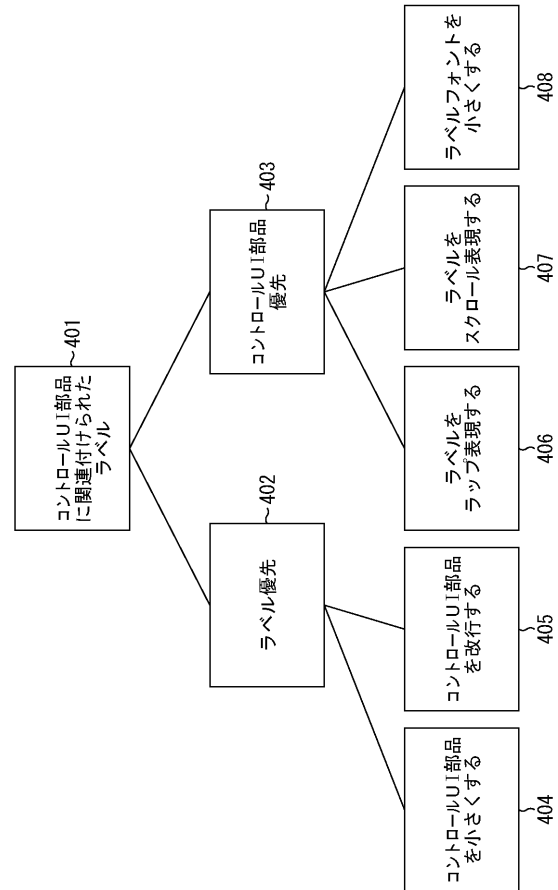 コントロールUI部品
に関連付けられた
ラベル
401
ラベル優先
402
コントロールUI部品
優先
403
コントロールUI部品
を小さくする
404
コントロールUI部品
を改行する
405
ラベルを
ラップ表現する
406
ラベルを
スクロール表現する
407
ラベルフォントを
小さくする
408